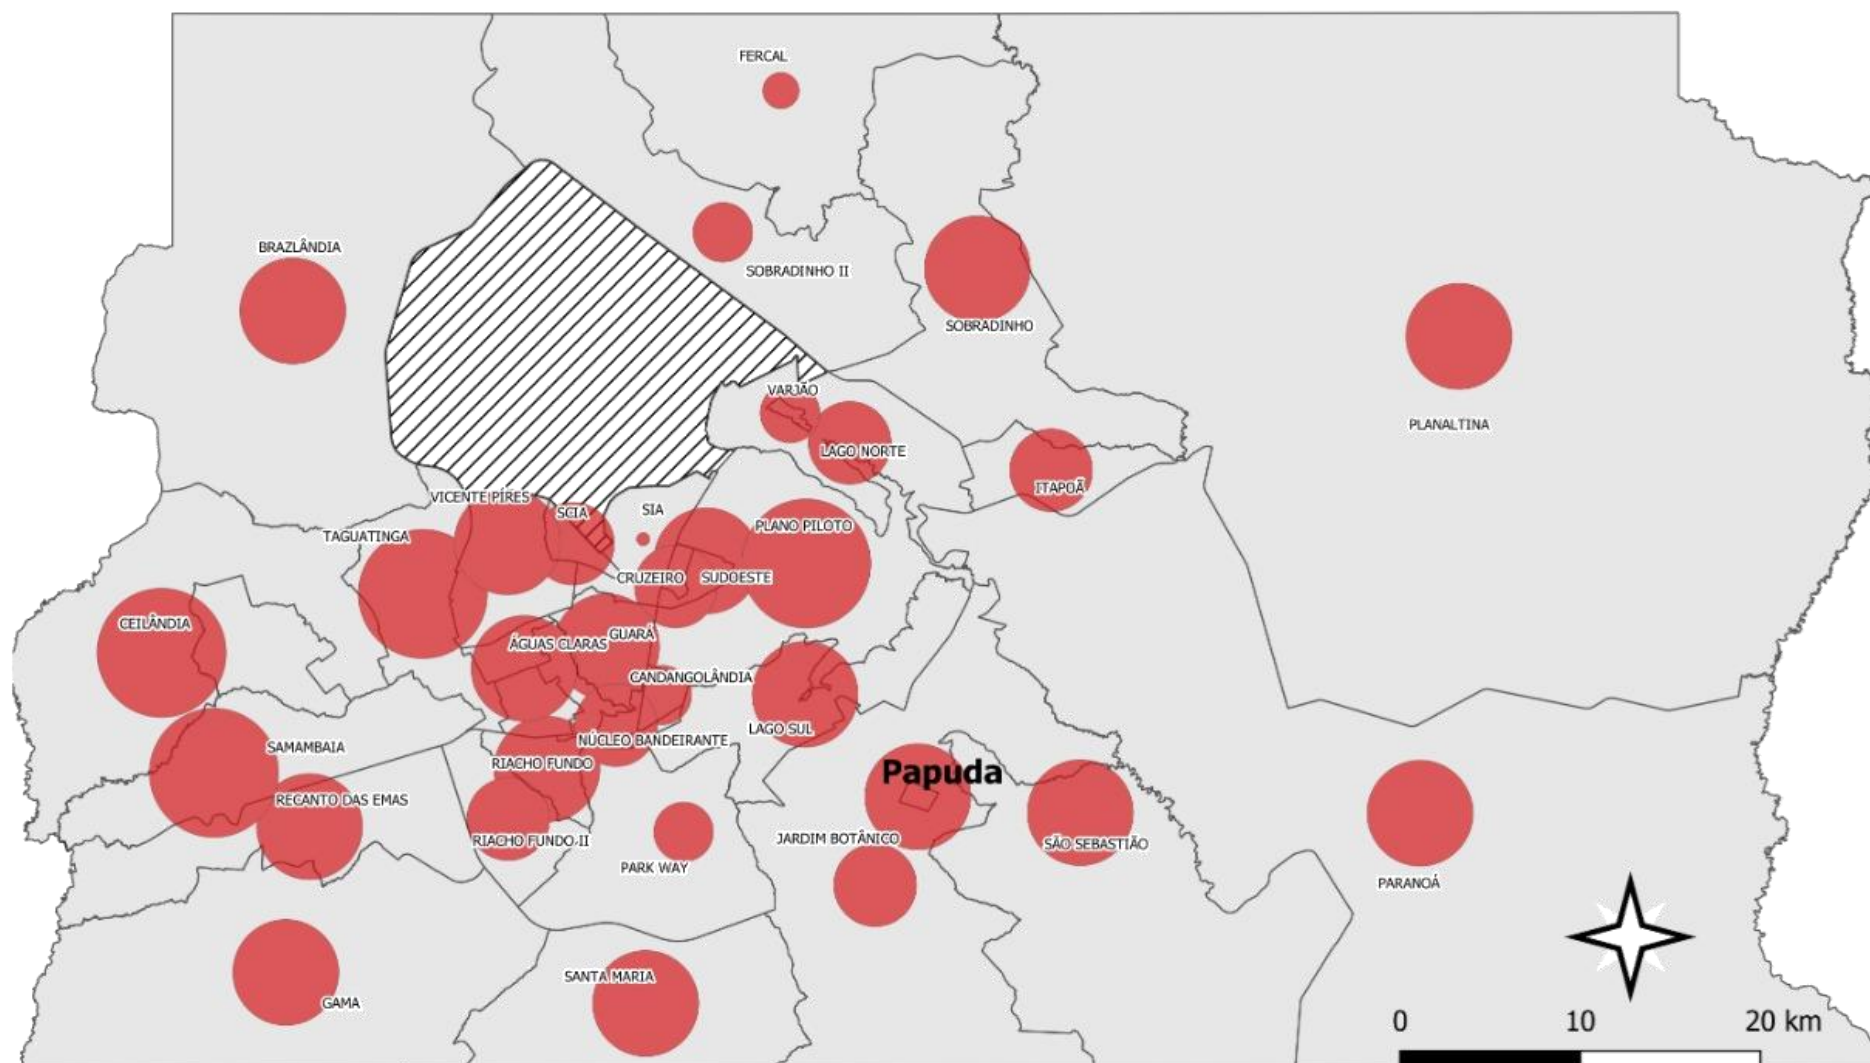 FERCAL
BRAZLÂNDIA
SOBRADINHO II
SOBRADINHO
VARJÃO
PLANALTINA
LAGO NORTE
ITAPOÃ
VICENTE PIRES
SCIA
SIA
PLANO PILOTO
TAGUATINGA
CRUZEIRO
SUDOESTE
CEILÂNDIA
GUARÁ
ÁGUAS CLARAS
CANDANGOLÂNDIA
LAGO SUL
NÚCLEO BANDEIRANTE
SAMAMBAIA
RIACHO FUNDO
Papuda
RECANTO DAS EMAS
RIACHO FUNDO II
JARDIM BOTÂNICO
SÃO SEBASTIÃO
PARK WAY
PARANOÁ
SANTA MARIA
GAMA
0 10 20 km